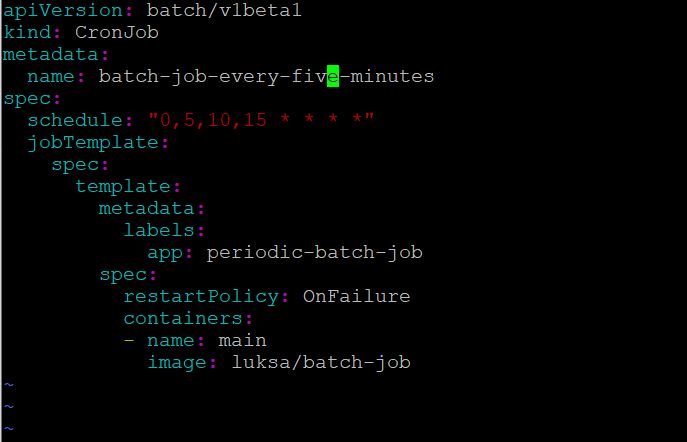 apiVersion: batch/v1beta1
kind: CronJob
metadata:
  name: batch-job-every-five-minutes
spec:
  schedule: "0,5,10,15 * * * *"
  jobTemplate:
    spec:
      template:
        metadata:
          labels:
            app: periodic-batch-job
        spec:
          restartPolicy: OnFailure
          containers:
          - name: main
            image: luksa/batch-job
~
~
~